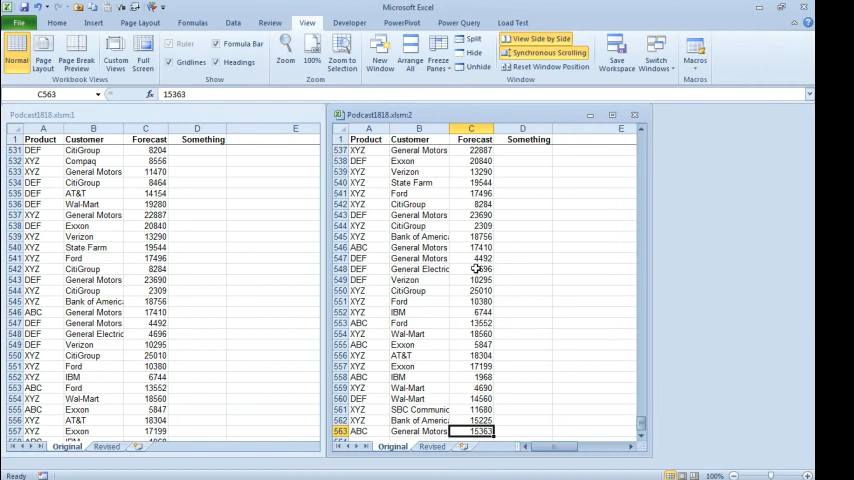 Microsoft Excel
File Home Insert Page Layout Formulas Data Review View Developer PowerPivot Power Query Load Test
Normal Page Layout Page Break Preview Custom Views Full Screen
Workbook Views
Ruler Formula Bar
Gridlines Headings
Show
Zoom 100% Zoom to Selection
Zoom
New Window Arrange All Freeze Panes
Split
Hide
Unhide
View Side by Side
Synchronous Scrolling
Reset Window Position
Window
Save Workspace Switch Windows
Macros
Macros
C563 fx 15363
Podcast1818.xlsm:1
A B C D E
1 Product Customer Forecast Something
531 DEF CitiGroup 8204
532 XYZ Compaq 8556
533 XYZ General Motors 11470
534 DEF CitiGroup 8464
535 DEF AT&T 14154
536 DEF Wal-Mart 19280
537 XYZ General Motors 22887
538 DEF Exxon 20840
539 XYZ Verizon 13290
540 XYZ State Farm 19544
541 XYZ Ford 17496
542 XYZ CitiGroup 8284
543 DEF General Motors 23690
544 XYZ CitiGroup 2309
545 XYZ Bank of America 18756
546 ABC General Motors 17410
547 DEF General Motors 4492
548 DEF General Electric 4696
549 DEF Verizon 10295
550 XYZ CitiGroup 25010
551 XYZ Ford 10380
552 XYZ IBM 6744
553 ABC Ford 13552
554 XYZ Wal-Mart 18560
555 ABC Exxon 5847
556 XYZ AT&T 18304
557 XYZ Exxon 17199
Original Revised
Podcast1818.xlsm:2
A B C D E
1 Product Customer Forecast Something
537 XYZ General Motors 22887
538 DEF Exxon 20840
539 XYZ Verizon 13290
540 XYZ State Farm 19544
541 XYZ Ford 17496
542 XYZ CitiGroup 8284
543 DEF General Motors 23690
544 XYZ CitiGroup 2309
545 XYZ Bank of America 18756
546 ABC General Motors 17410
547 DEF General Motors 4492
548 DEF General Electric
549 DEF Verizon 10295
550 XYZ CitiGroup 25010
551 XYZ Ford 10380
552 XYZ IBM 6744
553 ABC Ford 13552
554 XYZ Wal-Mart 18560
555 ABC Exxon 5847
556 XYZ AT&T 18304
557 XYZ Exxon 17199
558 ABC IBM 1968
559 XYZ Wal-Mart 4690
560 DEF Wal-Mart 14560
561 XYZ SBC Communic 11680
562 XYZ Bank of America 15225
563 ABC General Motors 15363
Original Revised
Ready 100%